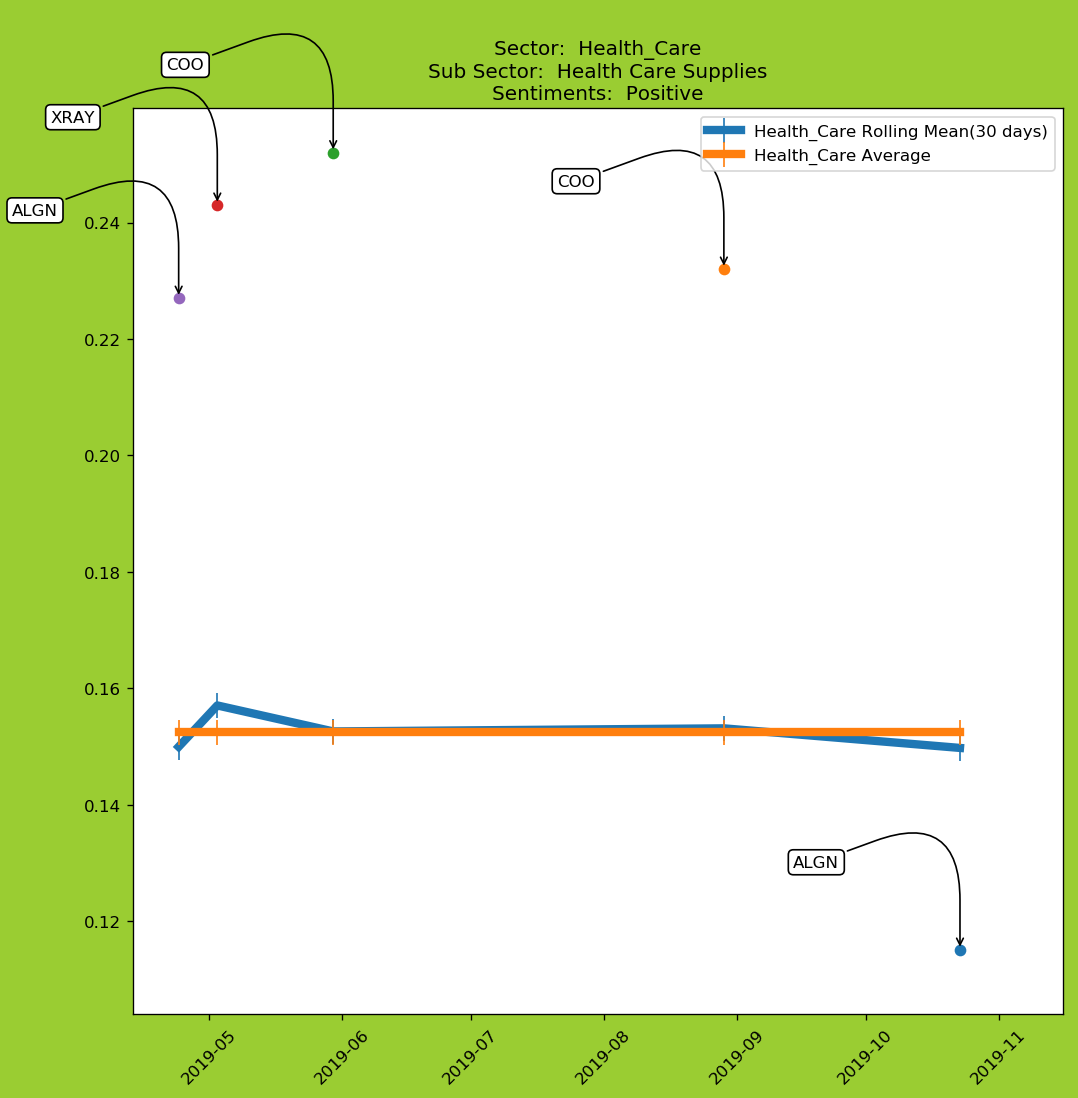 Sector:  Health_Care
Sub Sector:  Health Care Supplies
Sentiments:  Positive
COO
XRAY
ALGN
COO
ALGN
Health_Care Rolling Mean(30 days)
Health_Care Average
0.24
0.22
0.20
0.18
0.16
0.14
0.12
2019-05
2019-06
2019-07
2019-08
2019-09
2019-10
2019-11